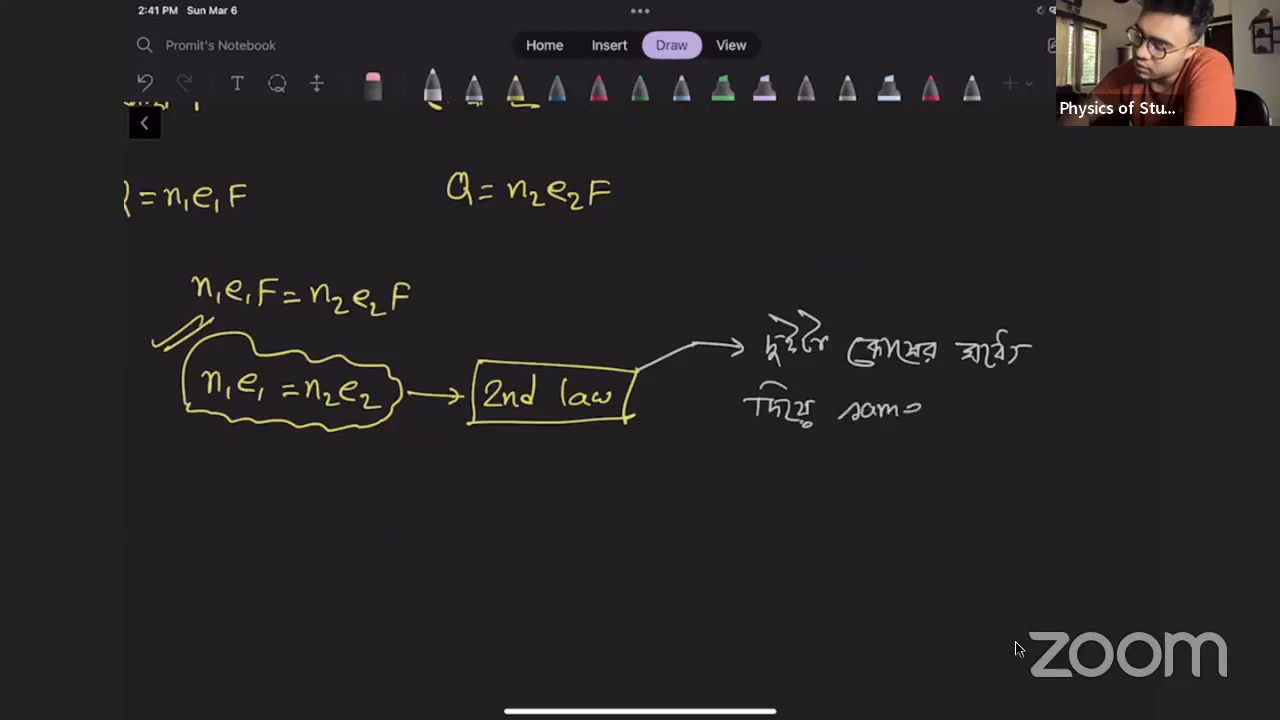 2:41 PM Sun Mar 6
Promit's Notebook
Home Insert Draw View
Physics of Stu...
= n₁e₁F
Q = n₂e₂F
n₁e₁F = n₂e₂F
n₁e₁ = n₂e₂ → 2nd law → দুইটা কোষের মধ্যে
দিয়ে same
zoom